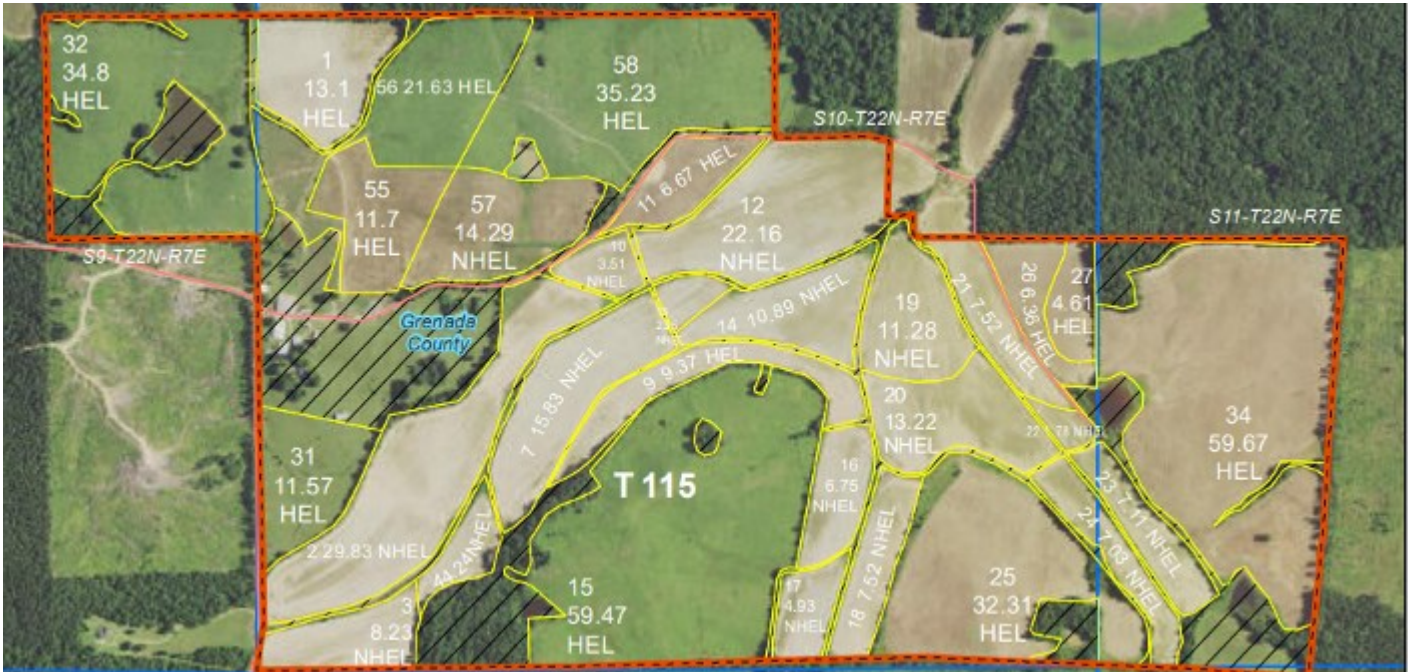 32
34.8
HEL
1
13.1
HEL
56 21.63 HEL
58
35.23
HEL
S10-T22N-R7E
11 6.67 HEL
55
11.7
HEL
57
14.29
NHEL
12
22.16
NHEL
S11-T22N-R7E
S9-T22N-R7E
10
3.51
NHEL
27
4.61
HEL
26 6.98 HEL
21 7.52 NHEL
Grenada
County
14 10.89 NHEL
19
11.28
NHEL
NHEL
9 9.37 HEL
7 15.83 NHEL
20
13.22
NHEL
22 1.78 NHEL
34
59.67
HEL
31
11.57
HEL
T 115
16
6.75
NHEL
23 7.11 NHEL
24 7.03 NHEL
2 29.83 NHEL
4 4.24 NHEL
18 7.52 NHEL
25
32.31
HEL
15
59.47
HEL
17
4.93
NHEL
3
8.23
NHEL